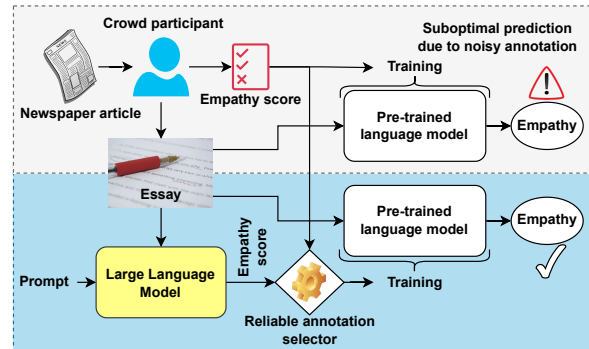 Crowd participant
Suboptimal prediction
due to noisy annotation
NEWS
Training
Newspaper article
Empathy score
Pre-trained
language model
Empathy
Essay
Pre-trained
language model
Empathy
Empathy
score
Prompt
Large Language
Model
Training
Reliable annotation
selector